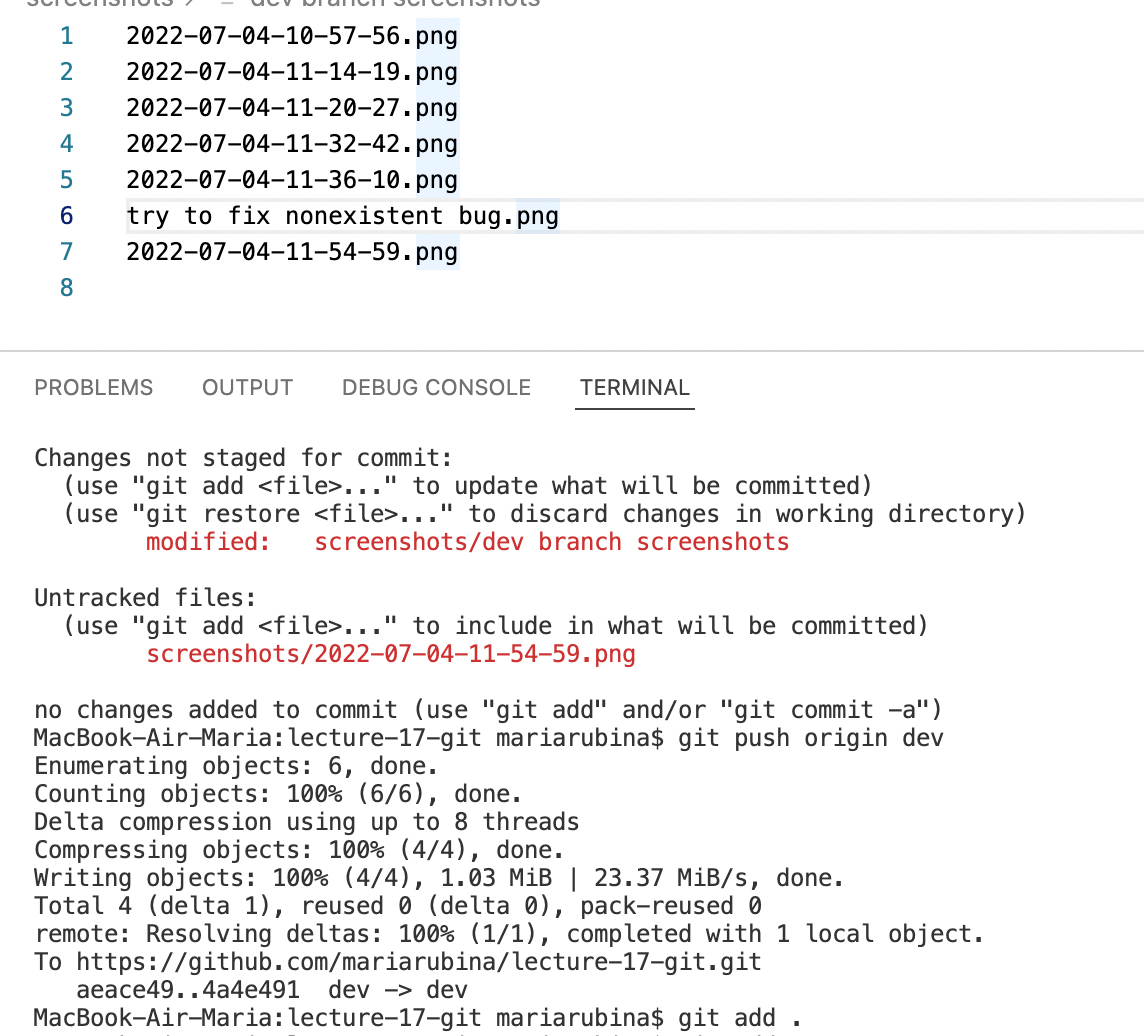 screenshots > dev branch screenshots
1 2022-07-04-10-57-56.png
2 2022-07-04-11-14-19.png
3 2022-07-04-11-20-27.png
4 2022-07-04-11-32-42.png
5 2022-07-04-11-36-10.png
6 try to fix nonexistent bug.png
7 2022-07-04-11-54-59.png
8
PROBLEMS OUTPUT DEBUG CONSOLE TERMINAL
Changes not staged for commit:
(use "git add <file>..." to update what will be committed)
(use "git restore <file>..." to discard changes in working directory)
modified: screenshots/dev branch screenshots
Untracked files:
(use "git add <file>..." to include in what will be committed)
screenshots/2022-07-04-11-54-59.png
no changes added to commit (use "git add" and/or "git commit -a")
MacBook-Air-Maria:lecture-17-git mariarubina$ git push origin dev
Enumerating objects: 6, done.
Counting objects: 100% (6/6), done.
Delta compression using up to 8 threads
Compressing objects: 100% (4/4), done.
Writing objects: 100% (4/4), 1.03 MiB | 23.37 MiB/s, done.
Total 4 (delta 1), reused 0 (delta 0), pack-reused 0
remote: Resolving deltas: 100% (1/1), completed with 1 local object.
To https://github.com/mariarubina/lecture-17-git.git
aeace49..4a4e491 dev -> dev
MacBook-Air-Maria:lecture-17-git mariarubina$ git add .